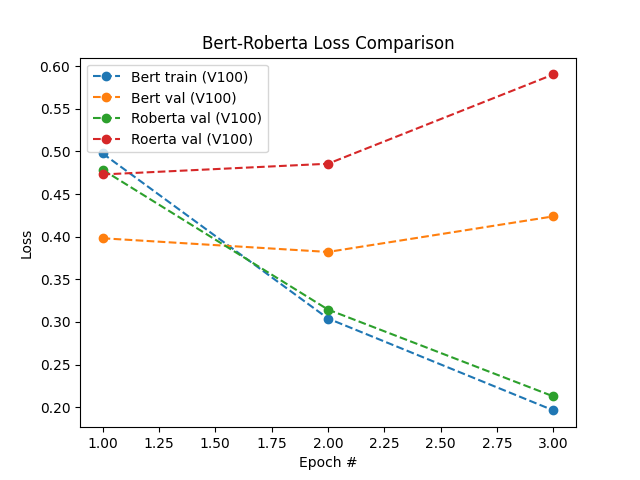 Bert-Roberta Loss Comparison
Bert train (V100)
Bert val (V100)
Roberta val (V100)
Roerta val (V100)
Loss
0.60
0.55
0.50
0.45
0.40
0.35
0.30
0.25
0.20
1.00 1.25 1.50 1.75 2.00 2.25 2.50 2.75 3.00
Epoch #